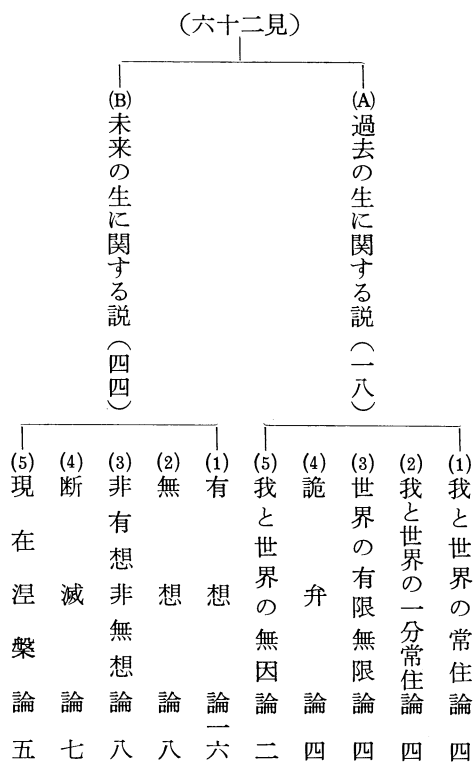 (六十二見)
(A)過去の生に関する説(一八)
(1)我と世界の常住論四
(2)我と世界の一分常住論四
(3)世界の有限無限論四
(4)詭弁論四
(5)我と世界の無因論二
(B)未来の生に関する説(四四)
(1)有想論一六
(2)無想論八
(3)非有想非無想論八
(4)断滅論七
(5)現在涅槃論五